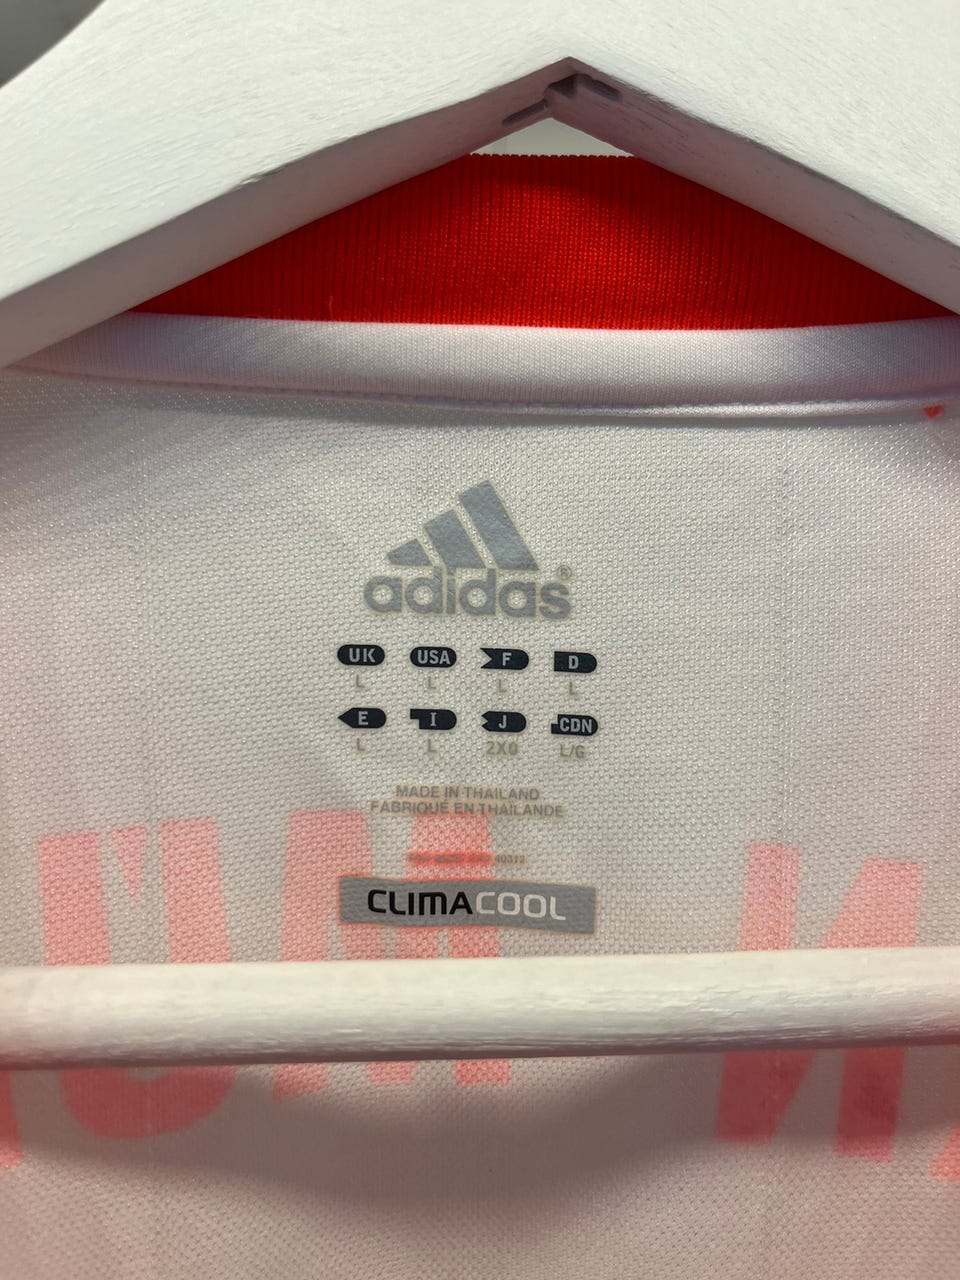 adidas®
UK USA F D
L L L L
E I J CDN
L L 2XO L/G
MADE IN THAILAND
FABRIQUÉ EN THAÏLANDE
CLIMACOOL